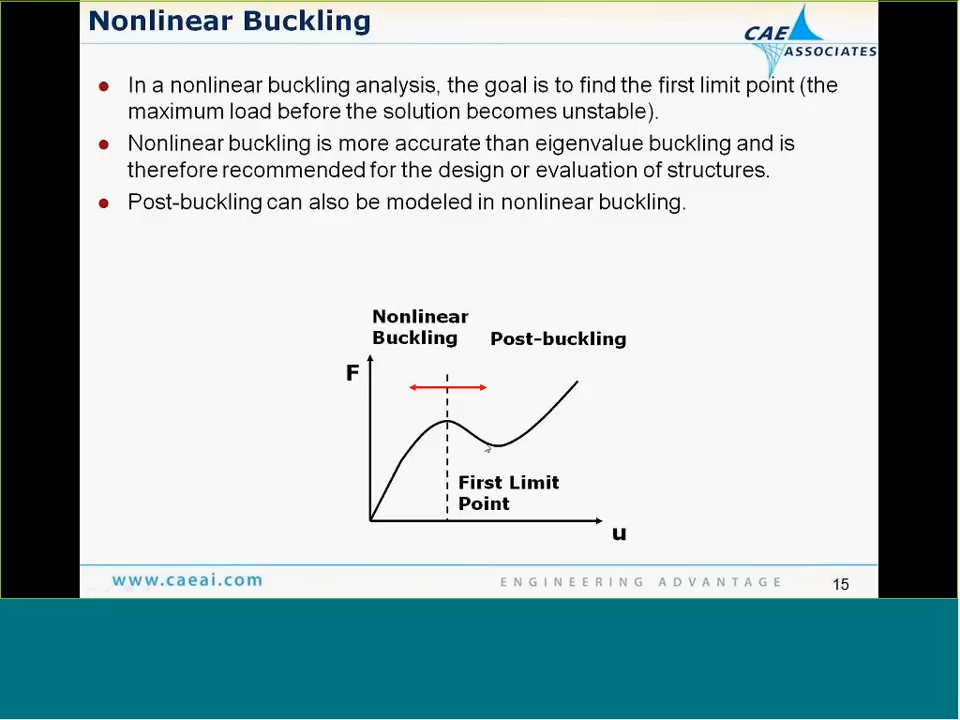 Nonlinear Buckling
CAE
ASSOCIATES
● In a nonlinear buckling analysis, the goal is to find the first limit point (the
maximum load before the solution becomes unstable).
● Nonlinear buckling is more accurate than eigenvalue buckling and is
therefore recommended for the design or evaluation of structures.
● Post-buckling can also be modeled in nonlinear buckling.
Nonlinear
Buckling
Post-buckling
F
First Limit
Point
u
www.caeai.com
ENGINEERING ADVANTAGE
15